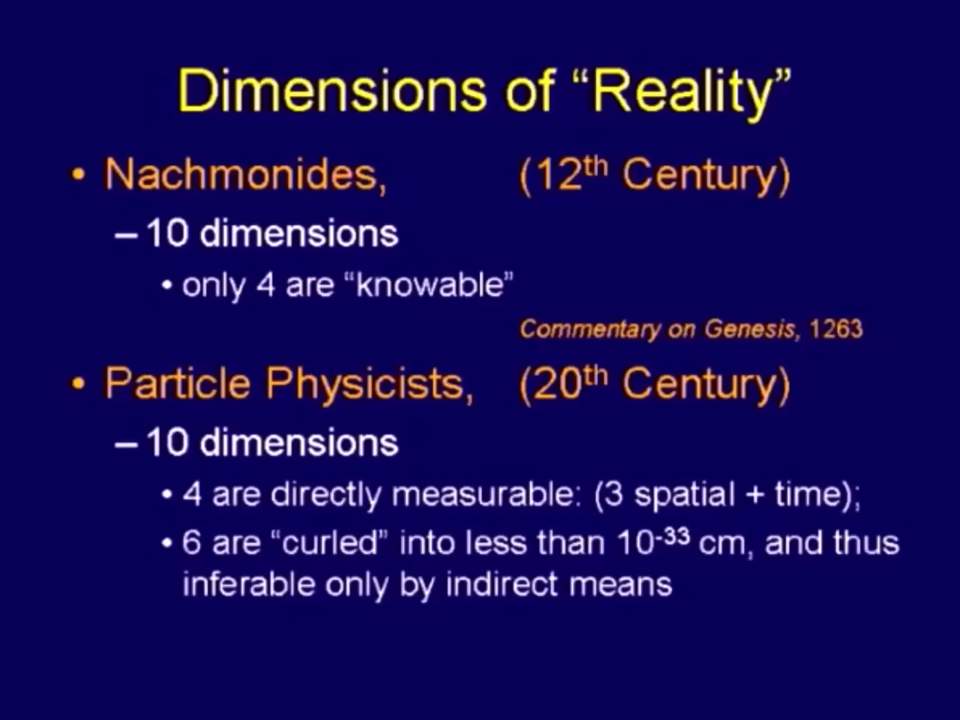 Dimensions of “Reality”
• Nachmonides, (12th Century)
– 10 dimensions
• only 4 are “knowable”
Commentary on Genesis, 1263
• Particle Physicists, (20th Century)
– 10 dimensions
• 4 are directly measurable: (3 spatial + time);
• 6 are “curled” into less than 10-33 cm, and thus
inferable only by indirect means